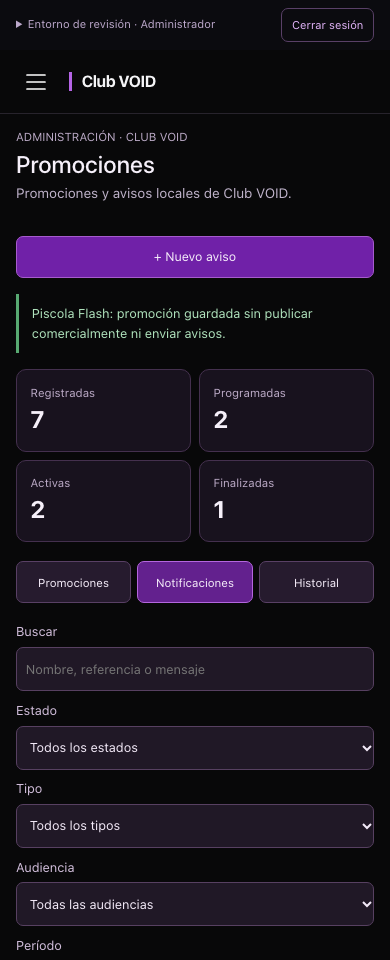 Entorno de revisión · Administrador
Cerrar sesión
Club VOID
ADMINISTRACIÓN · CLUB VOID
Promociones
Promociones y avisos locales de Club VOID.
+ Nuevo aviso
Piscola Flash: promoción guardada sin publicar
comercialmente ni enviar avisos.
Registradas
7
Programadas
2
Activas
2
Finalizadas
1
Promociones
Notificaciones
Historial
Buscar
Nombre, referencia o mensaje
Estado
Todos los estados
Tipo
Todos los tipos
Audiencia
Todas las audiencias
Período